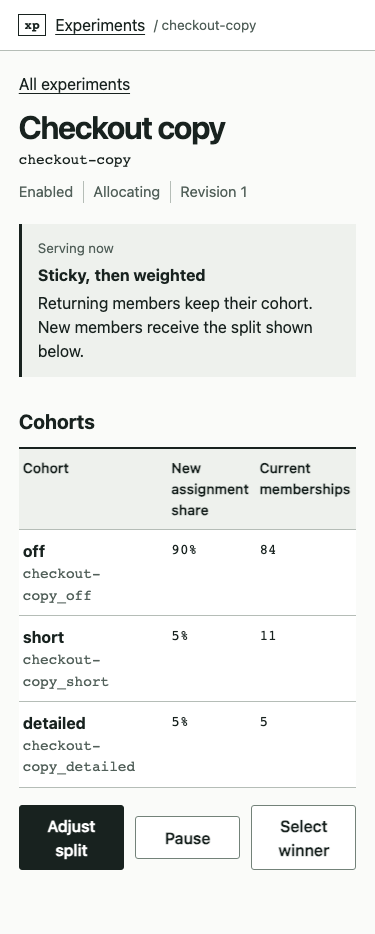 xp Experiments / checkout-copy
All experiments
Checkout copy
checkout-copy
Enabled Allocating Revision 1
Serving now
Sticky, then weighted
Returning members keep their cohort.
New members receive the split shown
below.
Cohorts
Cohort New assignment share Current memberships
off 90% 84
checkout-
copy_off
short 5% 11
checkout-
copy_short
detailed 5% 5
checkout-
copy_detailed
Adjust split Pause Select winner